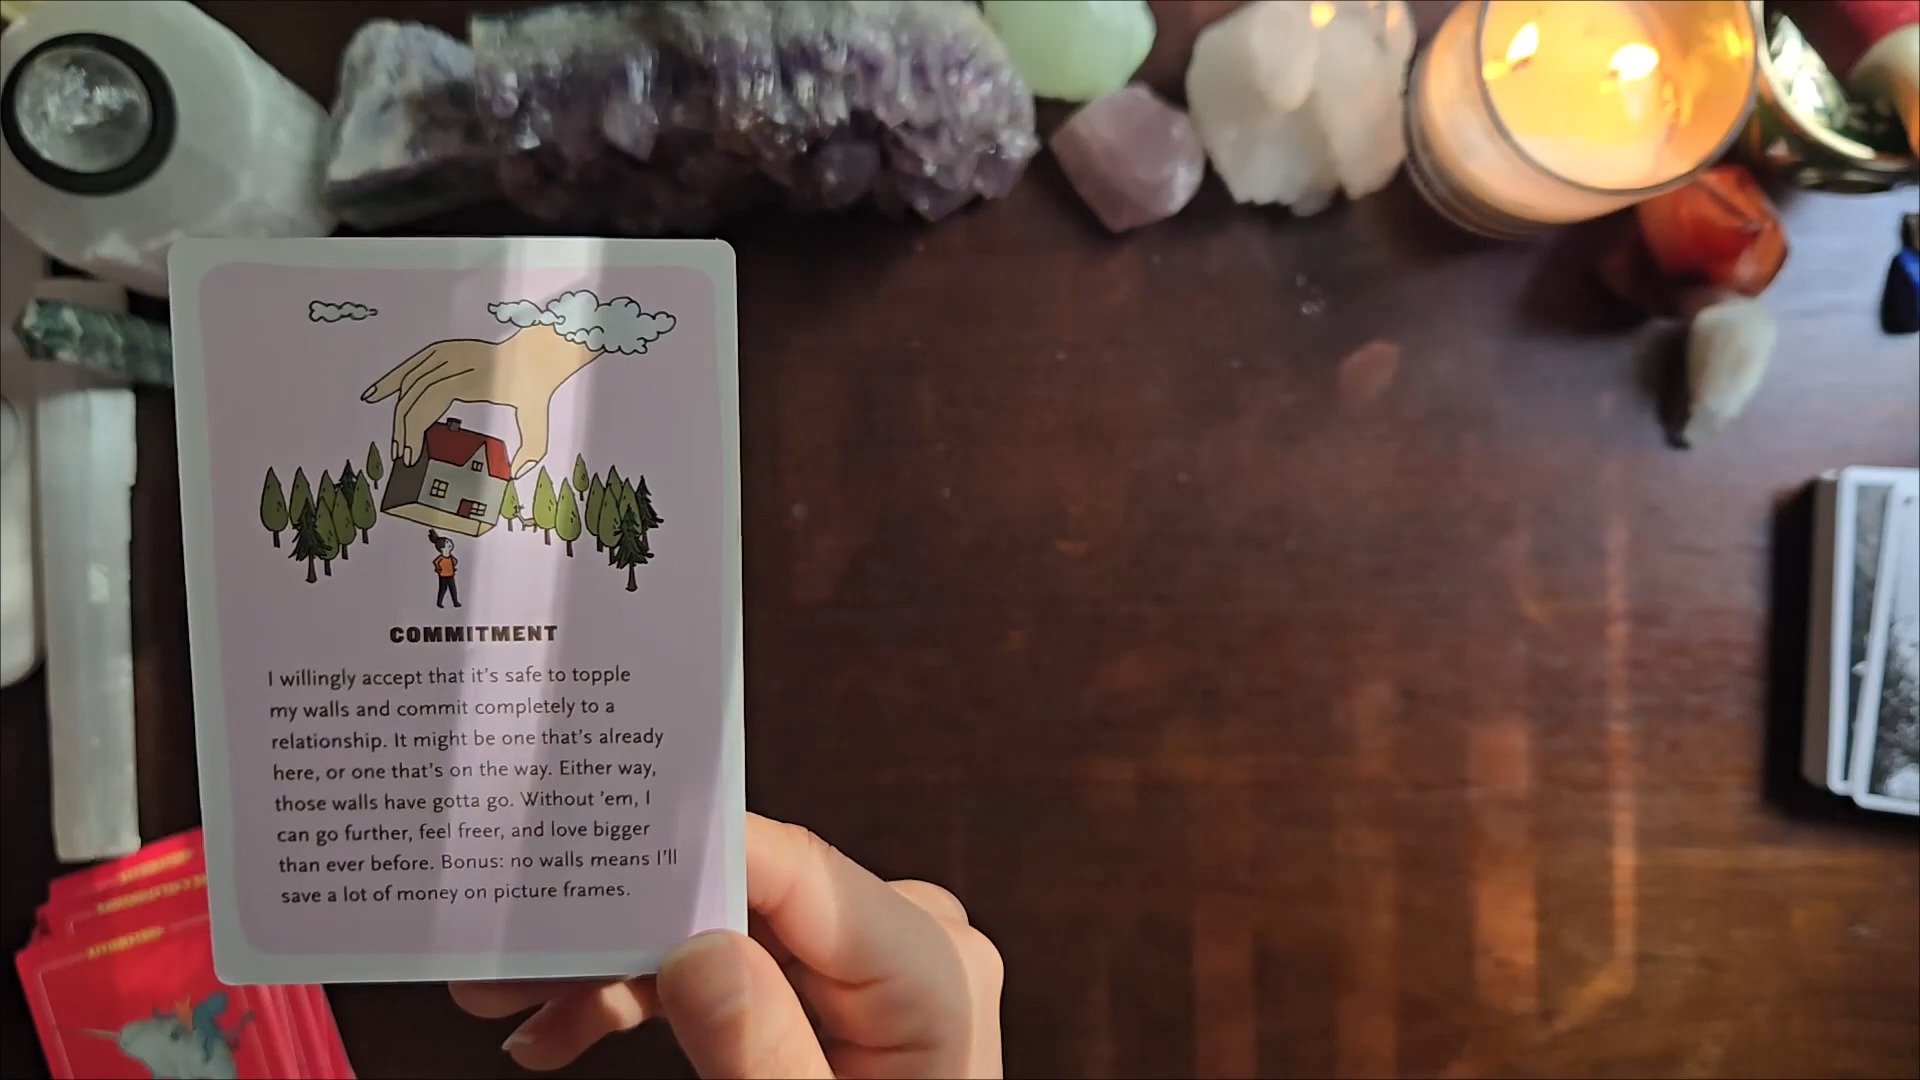 COMMITMENT
I willingly accept that it's safe to topple
my walls and commit completely to a
relationship. It might be one that's already
here, or one that's on the way. Either way,
those walls have gotta go. Without 'em, I
can go further, feel freer, and love bigger
than ever before. Bonus: no walls means I'll
save a lot of money on picture frames.